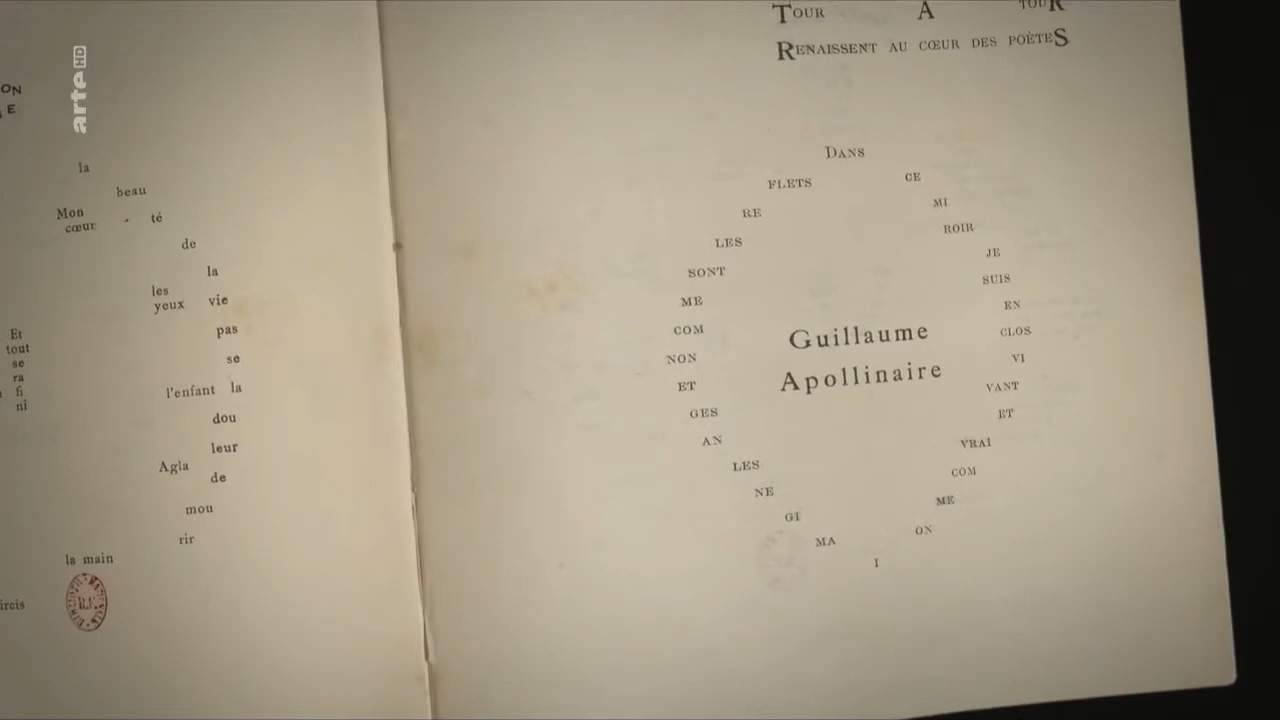 arte HD
ON
E
la
beau
Mon
cœur - té
de
la
les
yeux vie
pas
Et
tout
se
se
ra
l'enfant la
fi
ni
dou
leur
Agla
de
mou
rir
la main
ircis
TOUR A TOUR
RENAISSENT AU CŒUR DES POÈTES
DANS
CE
MI
ROIR
JE
SUIS
EN
CLOS
VI
VANT
ET
VRAI
COM
ME
ON
I
MA
GI
NE
LES
AN
GES
ET
NON
COM
ME
SONT
LES
RE
FLETS
Guillaume
Apollinaire